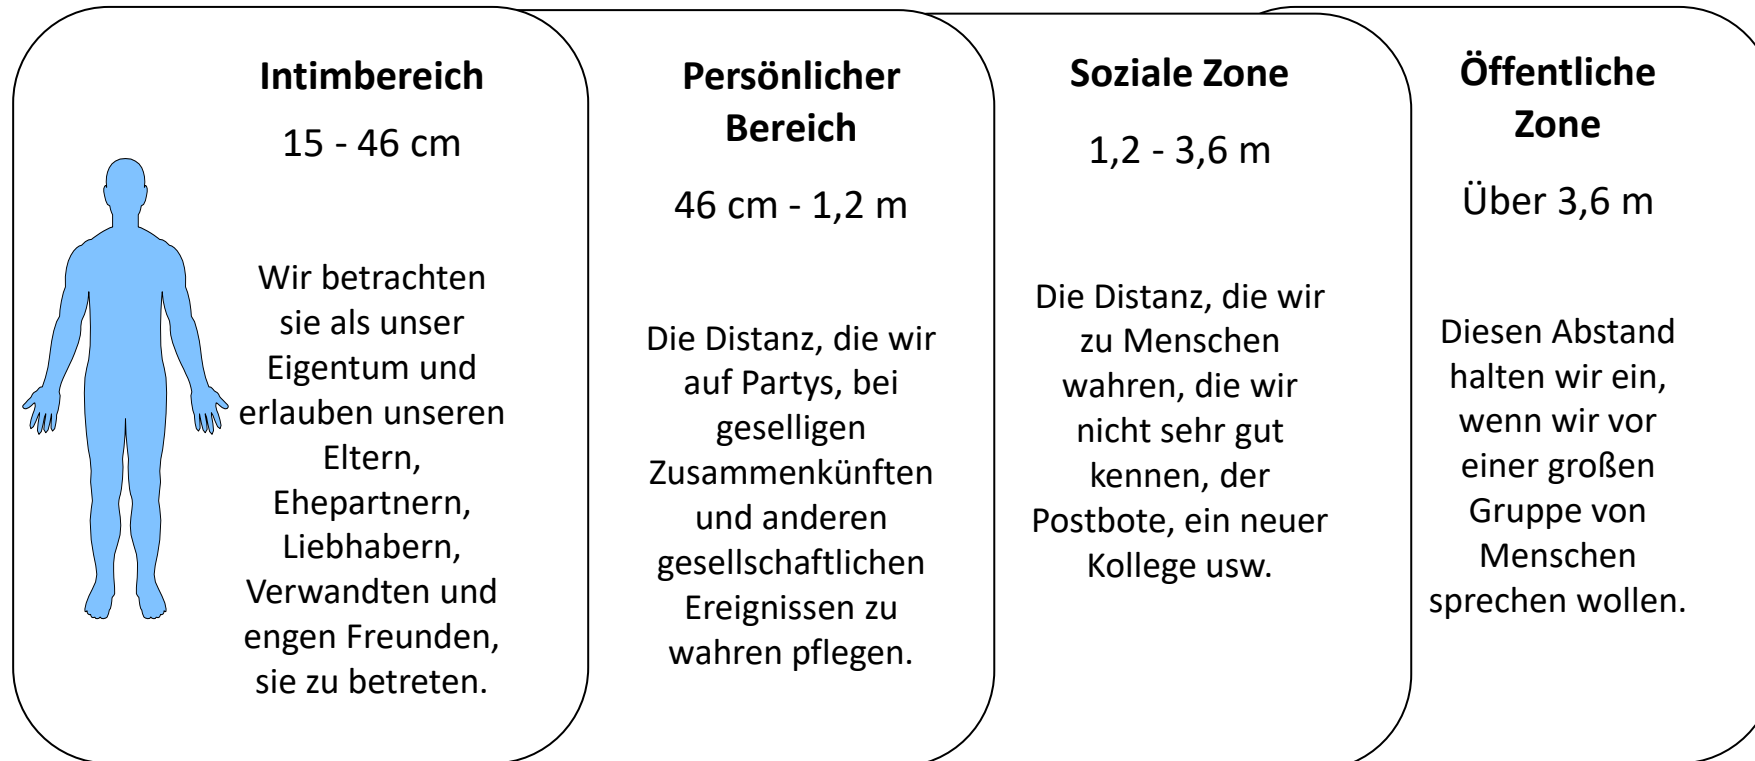 Intimbereich
15 - 46 cm
Wir betrachten
sie als unser
Eigentum und
erlauben unseren
Eltern,
Ehepartnern,
Liebhabern,
Verwandten und
engen Freunden,
sie zu betreten.
Persönlicher
Bereich
46 cm - 1,2 m
Die Distanz, die wir
auf Partys, bei
geselligen
Zusammenkünften
und anderen
gesellschaftlichen
Ereignissen zu
wahren pflegen.
Soziale Zone
1,2 - 3,6 m
Die Distanz, die wir
zu Menschen
wahren, die wir
nicht sehr gut
kennen, der
Postbote, ein neuer
Kollege usw.
Öffentliche
Zone
Über 3,6 m
Diesen Abstand
halten wir ein,
wenn wir vor
einer großen
Gruppe von
Menschen
sprechen wollen.